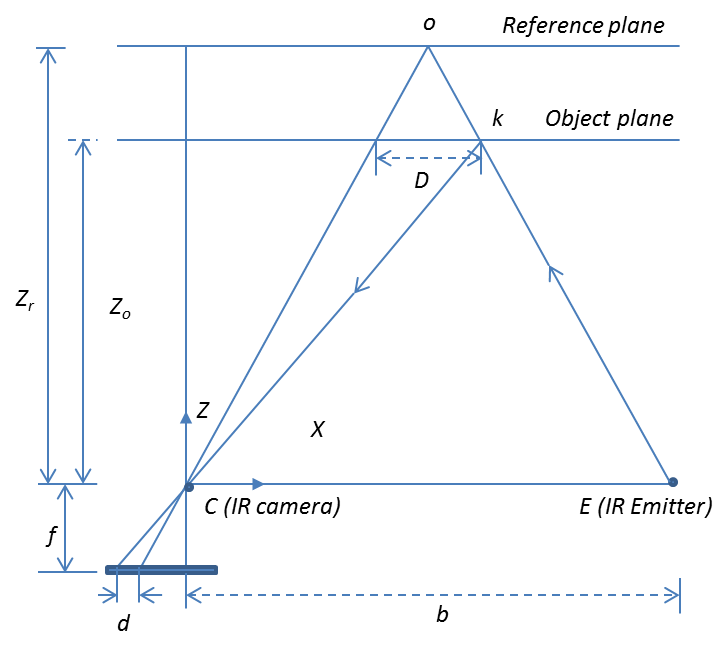 o
Reference plane
k
Object plane
D
Zr
Zo
Z
X
C (IR camera)
E (IR Emitter)
f
b
d